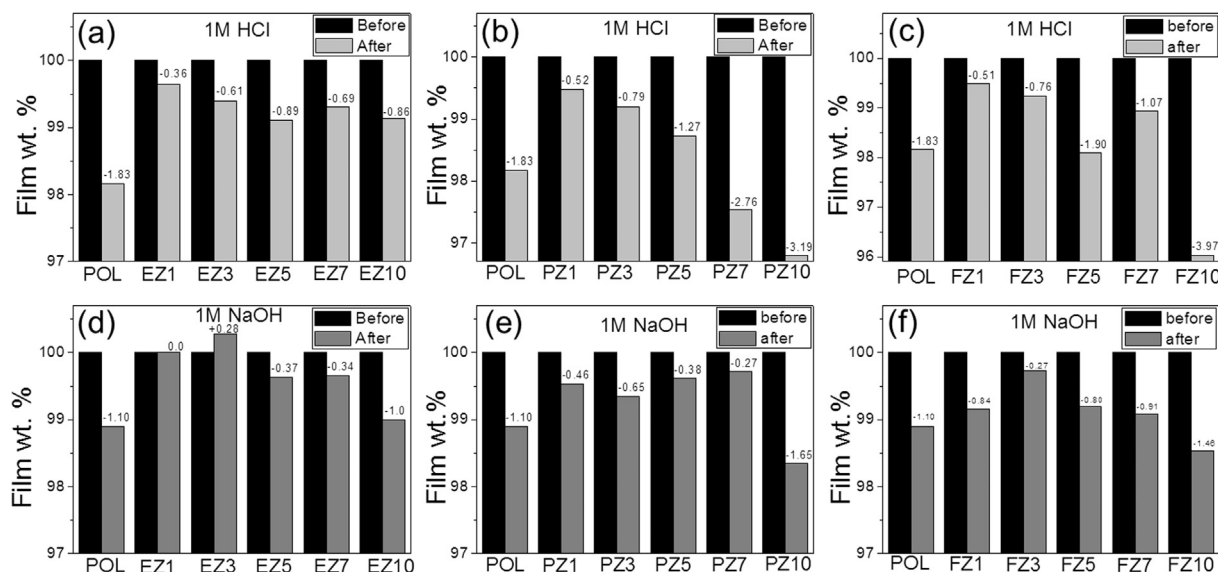 (a) 1M HCl
Before
After
Film wt. %
100
99
98
97
-1.83
-0.36
-0.61
-0.89
-0.69
-0.86
POL EZ1 EZ3 EZ5 EZ7 EZ10
(b) 1M HCl
Before
After
Film wt. %
100
99
98
97
-1.83
-0.52
-0.79
-1.27
-2.76
-3.19
POL PZ1 PZ3 PZ5 PZ7 PZ10
(c) 1M HCl
before
after
Film wt. %
100
99
98
97
96
-1.83
-0.51
-0.76
-1.90
-1.07
-3.97
POL FZ1 FZ3 FZ5 FZ7 FZ10
(d) 1M NaOH
Before
After
Film wt. %
100
99
98
97
-1.10
0.0
+0.28
-0.37
-0.34
-1.0
POL EZ1 EZ3 EZ5 EZ7 EZ10
(e) 1M NaOH
before
after
Film wt. %
100
99
98
97
-1.10
-0.46
-0.65
-0.38
-0.27
-1.65
POL PZ1 PZ3 PZ5 PZ7 PZ10
(f) 1M NaOH
before
after
Film wt. %
100
99
98
97
-1.10
-0.84
-0.27
-0.80
-0.91
-1.46
POL FZ1 FZ3 FZ5 FZ7 FZ10